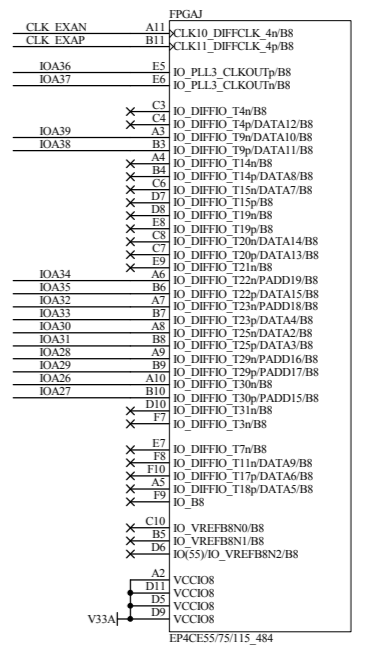 FPGAJ
CLK_EXAN A11 CLK10_DIFFCLK_4n/B8
CLK_EXAP B11 CLK11_DIFFCLK_4p/B8
IOA36 E5 IO_PLL3_CLKOUTp/B8
IOA37 E6 IO_PLL3_CLKOUTn/B8
C3 IO_DIFFIO_T4n/B8
C4 IO_DIFFIO_T4p/DATA12/B8
IOA39 A3 IO_DIFFIO_T9n/DATA10/B8
IOA38 B3 IO_DIFFIO_T9p/DATA11/B8
A4 IO_DIFFIO_T14n/B8
B4 IO_DIFFIO_T14p/DATA8/B8
C6 IO_DIFFIO_T15n/DATA7/B8
D7 IO_DIFFIO_T15p/B8
D8 IO_DIFFIO_T19n/B8
E8 IO_DIFFIO_T19p/B8
C8 IO_DIFFIO_T20n/DATA14/B8
C7 IO_DIFFIO_T20p/DATA13/B8
E9 IO_DIFFIO_T21n/B8
IOA34 A6 IO_DIFFIO_T22n/PADD19/B8
IOA35 B6 IO_DIFFIO_T22p/DATA15/B8
IOA32 A7 IO_DIFFIO_T23n/PADD18/B8
IOA33 B7 IO_DIFFIO_T23p/DATA4/B8
IOA30 A8 IO_DIFFIO_T25n/DATA2/B8
IOA31 B8 IO_DIFFIO_T25p/DATA3/B8
IOA28 A9 IO_DIFFIO_T29n/PADD16/B8
IOA29 B9 IO_DIFFIO_T29p/PADD17/B8
IOA26 A10 IO_DIFFIO_T30n/B8
IOA27 B10 IO_DIFFIO_T30p/PADD15/B8
D10 IO_DIFFIO_T31n/B8
F7 IO_DIFFIO_T3n/B8
E7 IO_DIFFIO_T7n/B8
F8 IO_DIFFIO_T11n/DATA9/B8
F10 IO_DIFFIO_T17p/DATA6/B8
A5 IO_DIFFIO_T18p/DATA5/B8
F9 IO_B8
C10 IO_VREFB8N0/B8
B5 IO_VREFB8N1/B8
D6 IO(55)/IO_VREFB8N2/B8
A2 VCCIO8
D11 VCCIO8
D5 VCCIO8
V33A D9 VCCIO8
EP4CE55/75/115_484